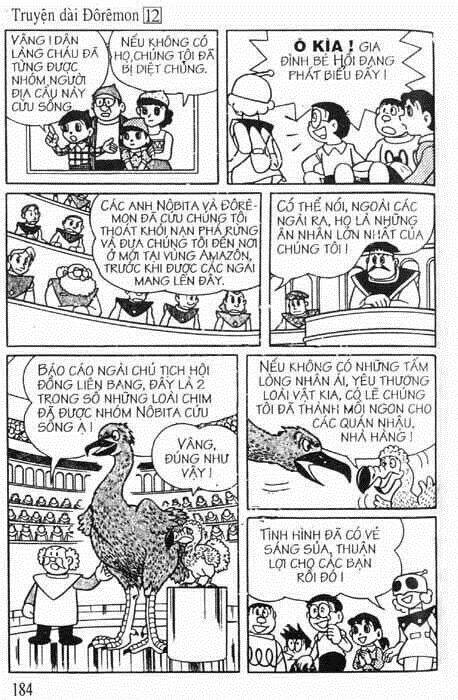 Truyện dài Đôrêmon 12
VÂNG! DÂN
LÀNG CHÁU ĐÃ
TỪNG ĐƯỢC
NHÓM NGƯỜI
ĐỊA CẦU NÀY
CỨU SỐNG.
NẾU KHÔNG CÓ
HỌ, CHÚNG TÔI ĐÃ
BỊ DIỆT CHỦNG.
Ồ KÌA! GIA
ĐÌNH BÉ HỒI ĐANG
PHÁT BIỂU ĐẤY!
CÁC ANH NÔBITA VÀ ĐÔRÊ-
MON ĐÃ CỨU CHÚNG TÔI
THOÁT KHỎI NẠN PHÁ RỪNG
VÀ ĐƯA CHÚNG TÔI ĐẾN NƠI
Ở MỚI TẠI VÙNG AMAZÔN,
TRƯỚC KHI ĐƯỢC CÁC NGÀI
MANG LÊN ĐÂY.
CÓ THỂ NÓI, NGOÀI CÁC
NGÀI RA, HỌ LÀ NHỮNG
ÂN NHÂN LỚN NHẤT CỦA
CHÚNG TÔI!
BÁO CÁO NGÀI CHỦ TỊCH HỘI
ĐỒNG LIÊN BANG, ĐÂY LÀ 2
TRONG SỐ NHỮNG LOÀI CHIM
ĐÃ ĐƯỢC NHÓM NÔBITA CỨU
SỐNG Ạ!
VÂNG,
ĐÚNG NHƯ
VẬY!
NẾU KHÔNG CÓ NHỮNG TẤM
LÒNG NHÂN ÁI, YÊU THƯƠNG
LOÀI VẬT KIA, CÓ LẼ CHÚNG
TÔI ĐÃ THÀNH MỒI NGON CHO
CÁC QUÁN NHẬU,
NHÀ HÀNG!
TÌNH HÌNH ĐÃ CÓ VẺ
SÁNG SỦA, THUẬN
LỢI CHO CÁC BẠN
RỒI ĐÓ!
184